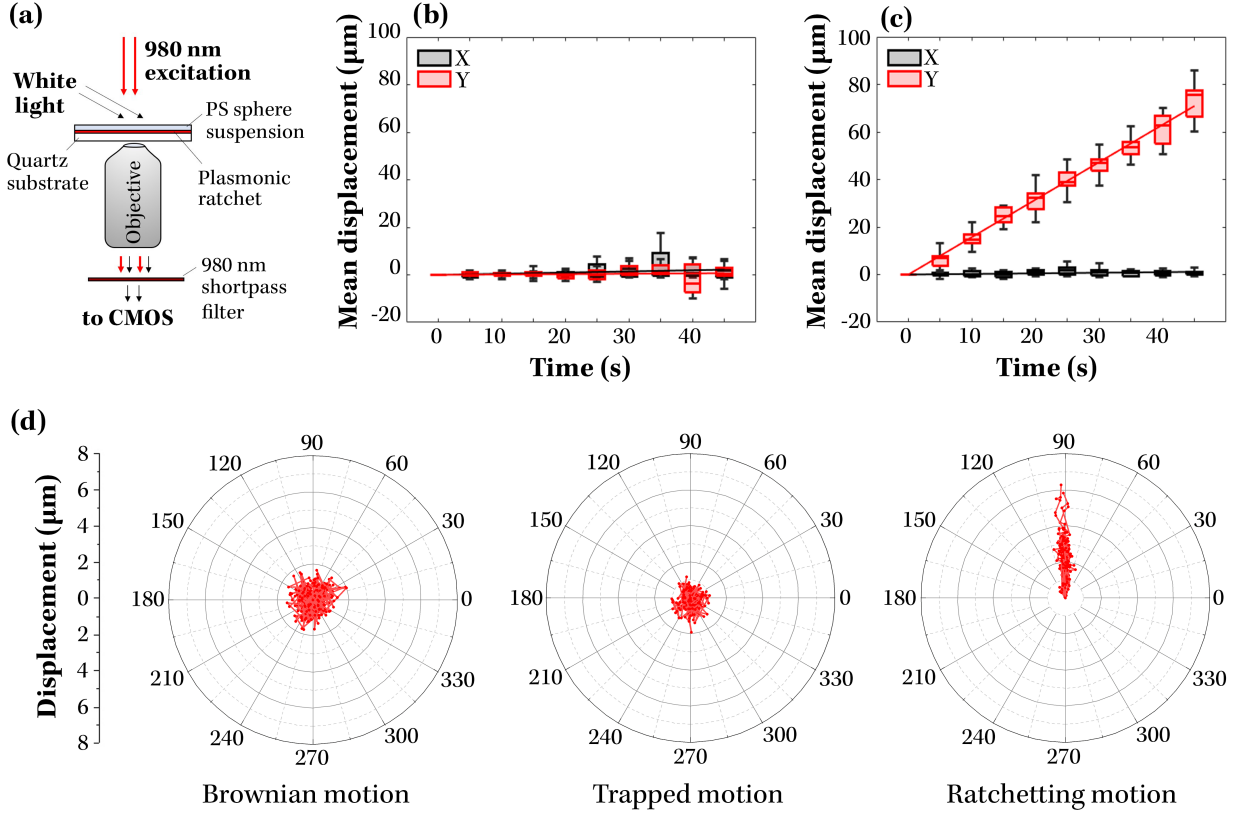 (a)
980 nm
excitation
White
light
PS sphere
suspension
Quartz
substrate
Plasmonic
ratchet
Objective
980 nm
shortpass
filter
to CMOS
(b)
Mean displacement (μm)
100
80
60
40
20
0
-20
X
Y
0 10 20 30 40
Time (s)
(c)
Mean displacement (μm)
100
80
60
40
20
0
-20
X
Y
0 10 20 30 40
Time (s)
(d)
Displacement (μm)
8
6
4
2
0
2
4
6
8
90
120 60
150 30
180 0
210 330
240 300
270
Brownian motion
90
120 60
150 30
180 0
210 330
240 300
270
Trapped motion
90
120 60
150 30
180 0
210 330
240 300
270
Ratchetting motion